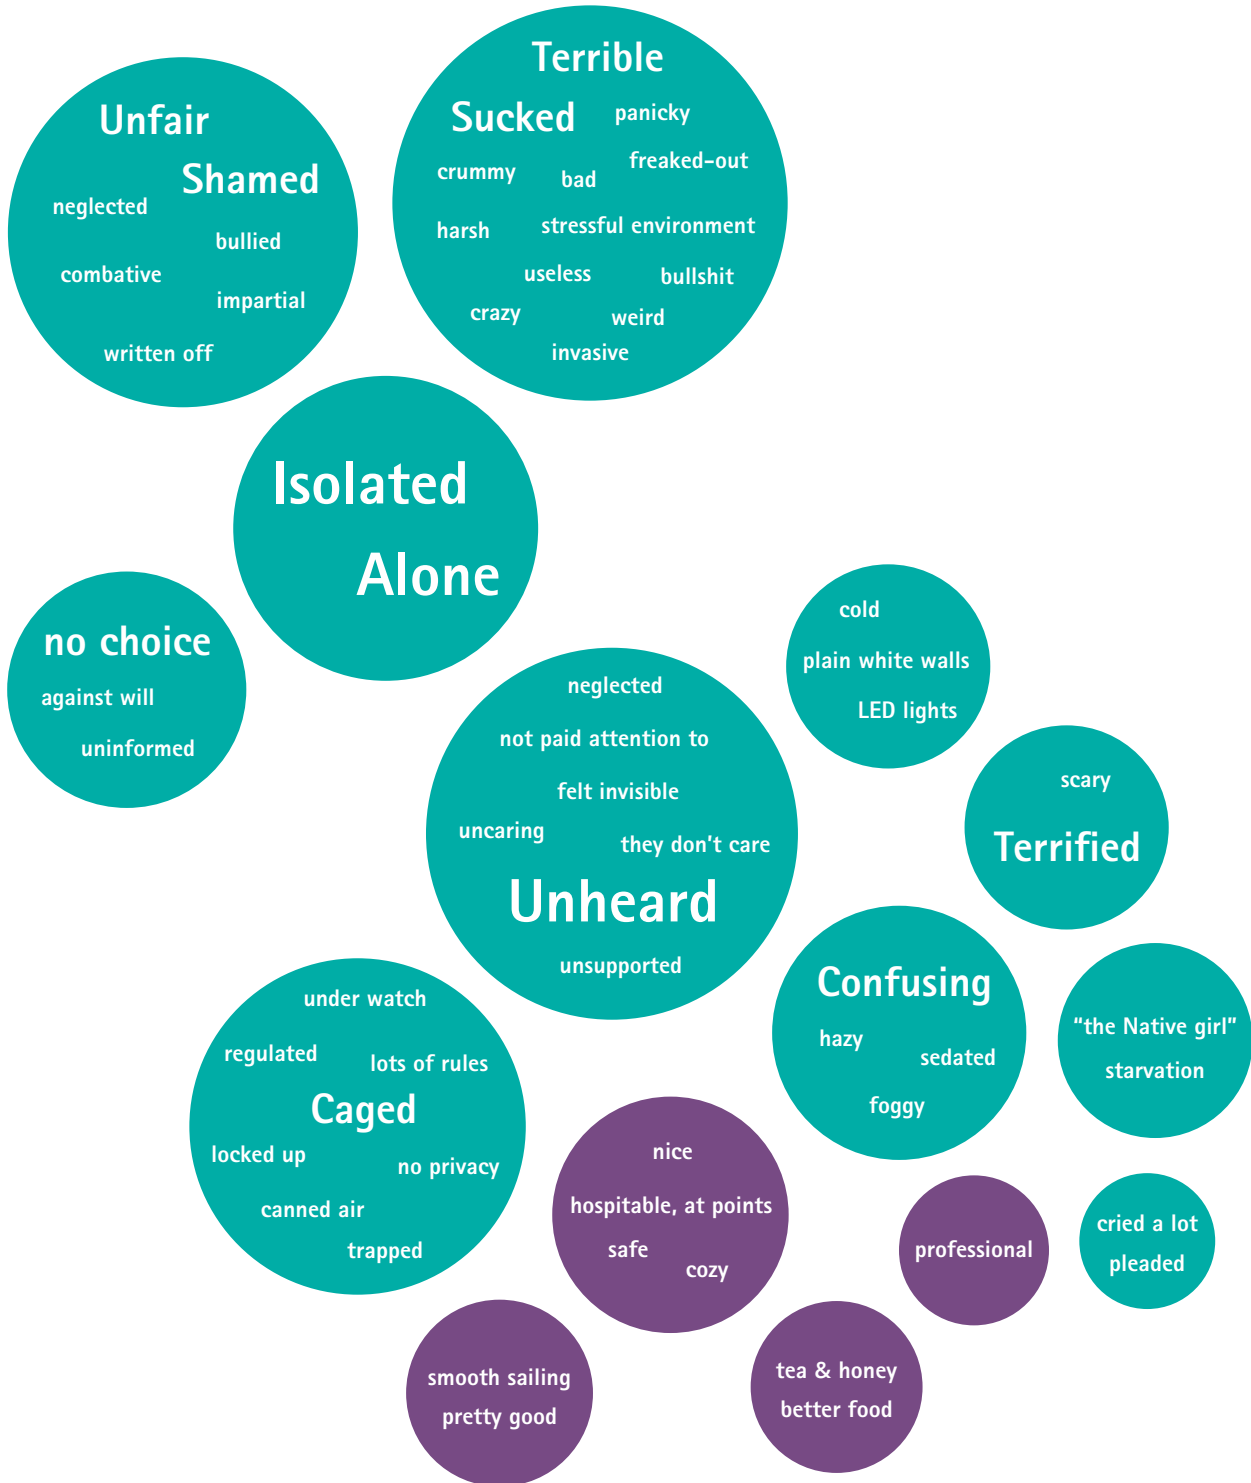 Terrible
Sucked
panicky
freaked-out
crummy
bad
harsh
stressful environment
useless
bullshit
crazy
weird
invasive
Unfair
Shamed
neglected
bullied
combative
impartial
written off
Isolated
Alone
no choice
against will
uninformed
cold
plain white walls
LED lights
neglected
not paid attention to
felt invisible
uncaring
they don't care
Unheard
unsupported
scary
Terrified
Confusing
hazy
sedated
foggy
“the Native girl”
starvation
under watch
regulated
lots of rules
Caged
locked up
no privacy
canned air
trapped
nice
hospitable, at points
safe
cozy
professional
cried a lot
pleaded
smooth sailing
pretty good
tea & honey
better food